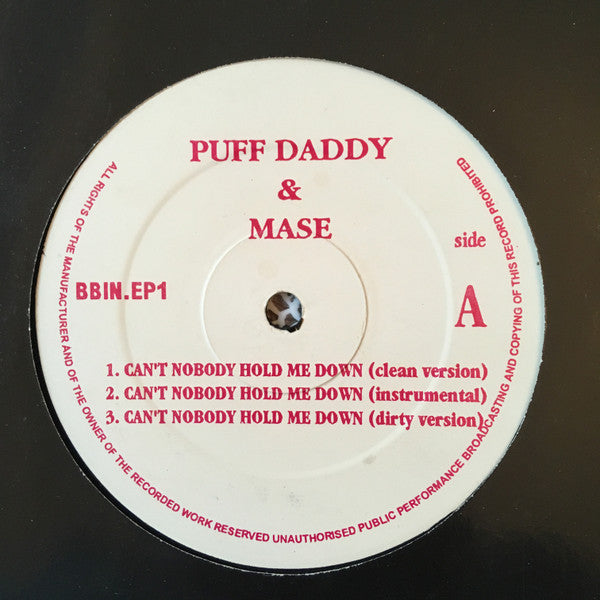 PUFF DADDY
&
MASE
side
A
BBIN.EP1
1. CAN'T NOBODY HOLD ME DOWN (clean version)
2. CAN'T NOBODY HOLD ME DOWN (instrumental)
3. CAN'T NOBODY HOLD ME DOWN (dirty version)
ALL RIGHTS OF THE MANUFACTURER AND OF THE OWNER OF THE RECORDED WORK RESERVED UNAUTHORISED PUBLIC PERFORMANCE BROADCASTING AND COPYING OF THIS RECORD PROHIBITED